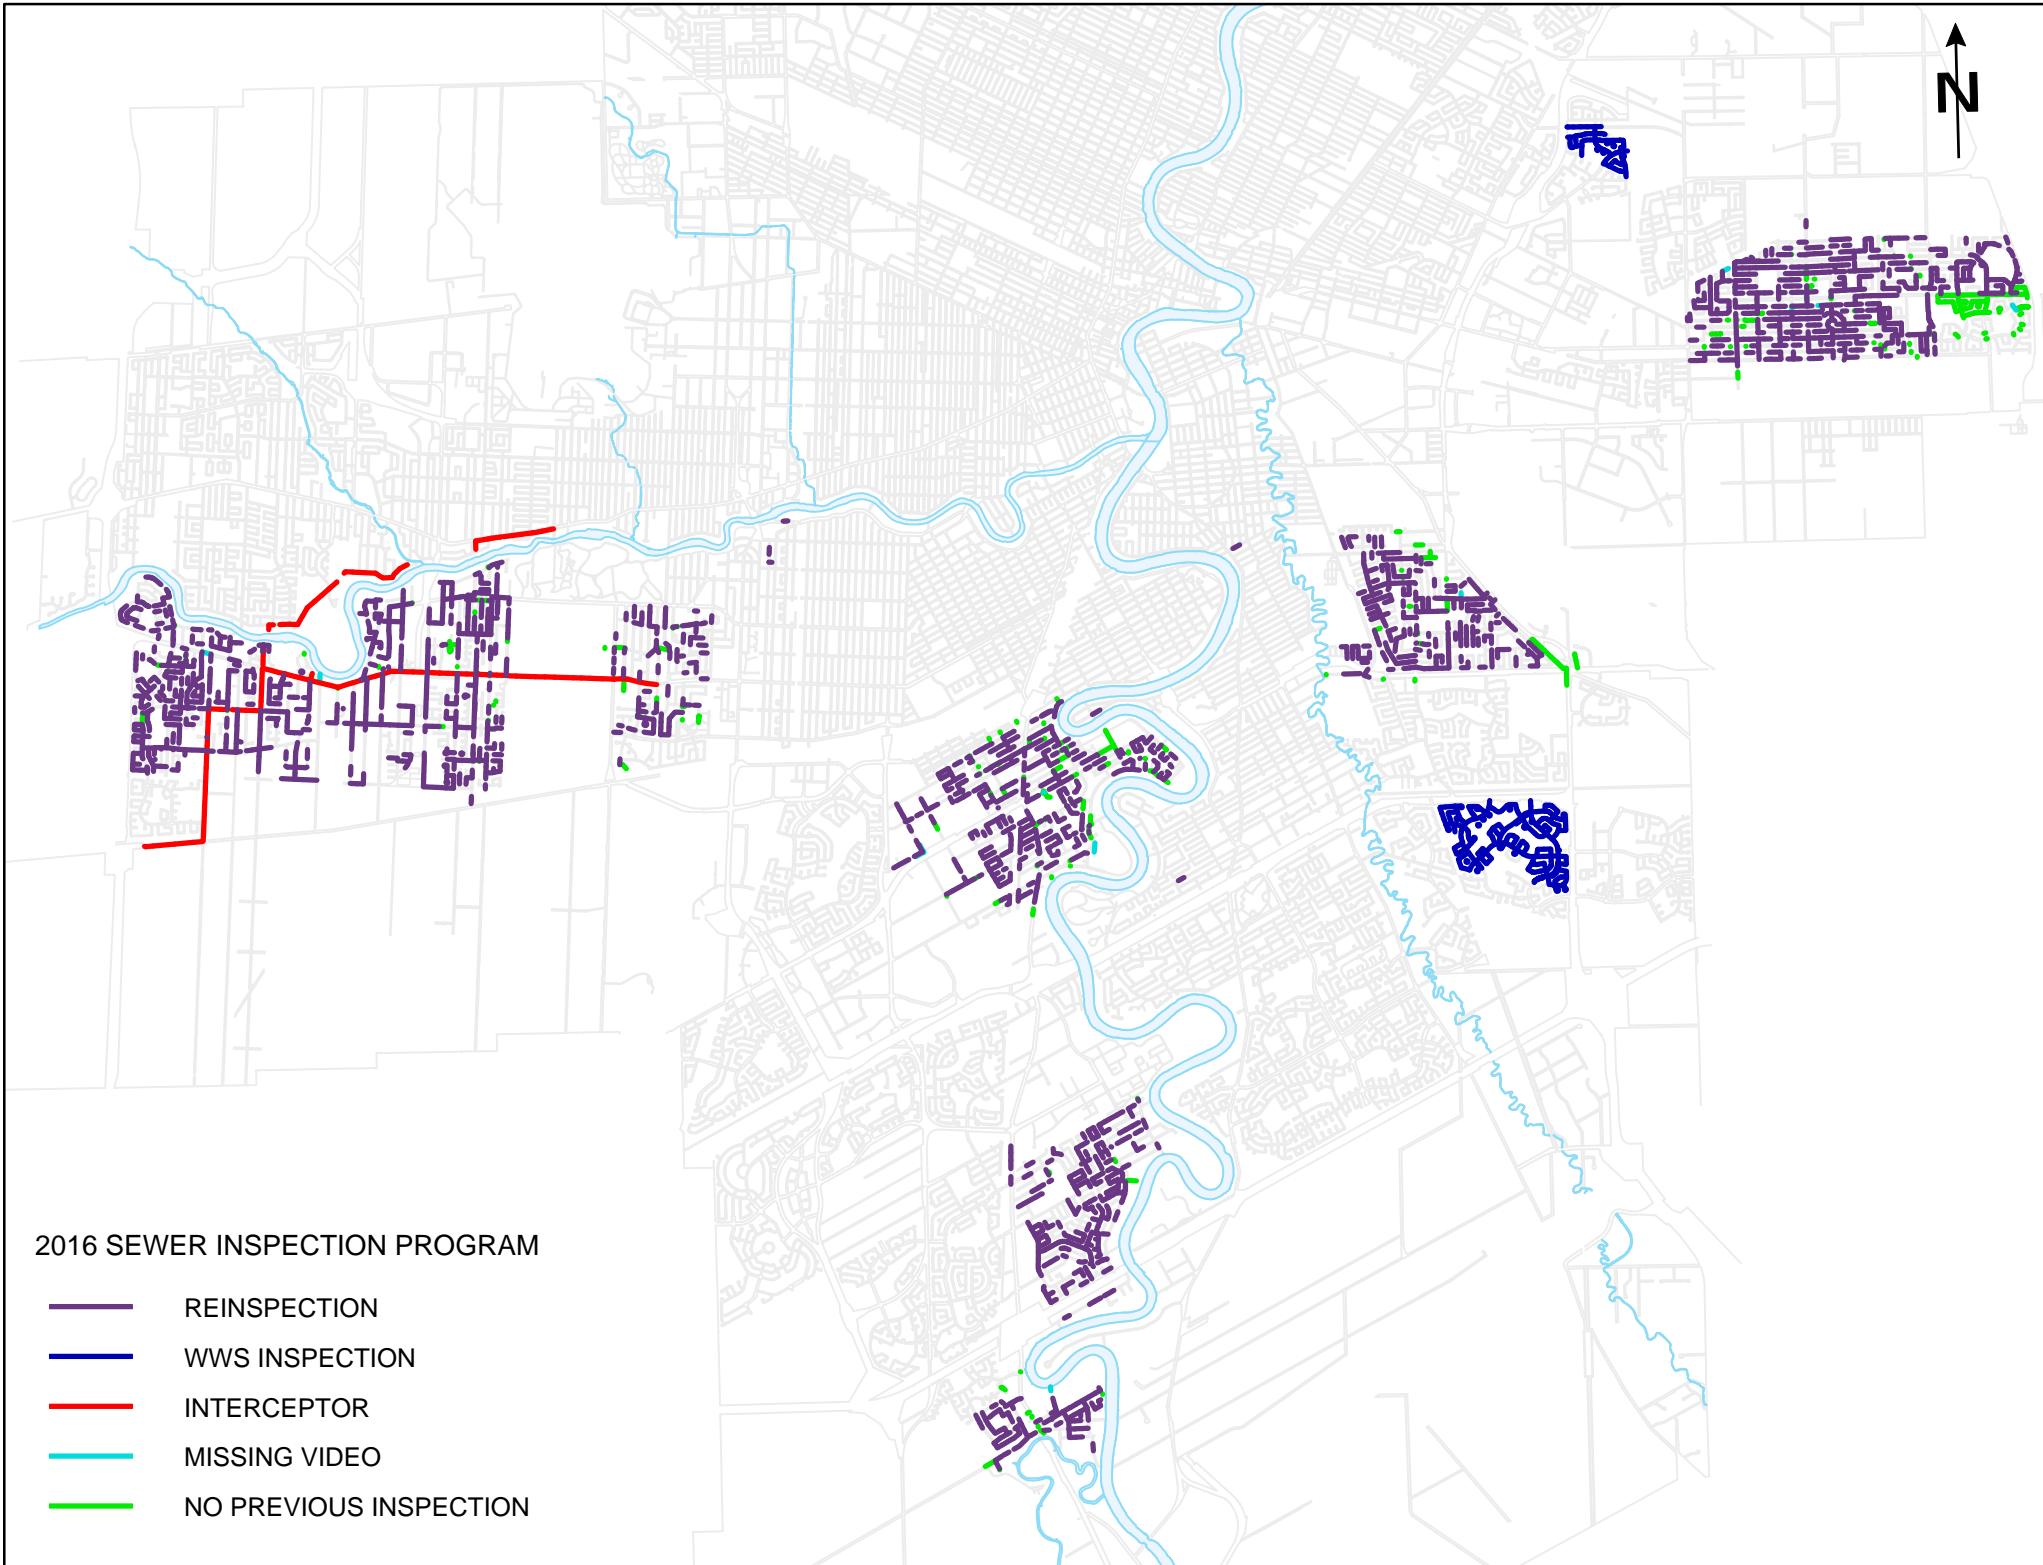 N
2016 SEWER INSPECTION PROGRAM
REINSPECTION
WWS INSPECTION
INTERCEPTOR
MISSING VIDEO
NO PREVIOUS INSPECTION